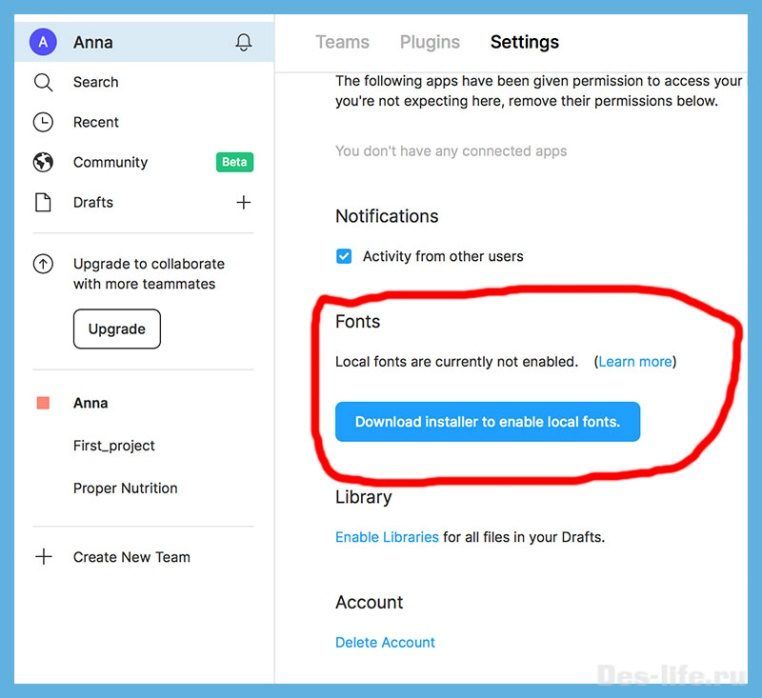 A Anna
Search
Recent
Community Beta
Drafts
Upgrade to collaborate
with more teammates
Upgrade
Anna
First_project
Proper Nutrition
Create New Team
Teams Plugins Settings
The following apps have been given permission to access your
you're not expecting here, remove their permissions below.
You don't have any connected apps
Notifications
Activity from other users
Fonts
Local fonts are currently not enabled. (Learn more)
Download installer to enable local fonts.
Library
Enable Libraries for all files in your Drafts.
Account
Delete Account
Des-life.ru